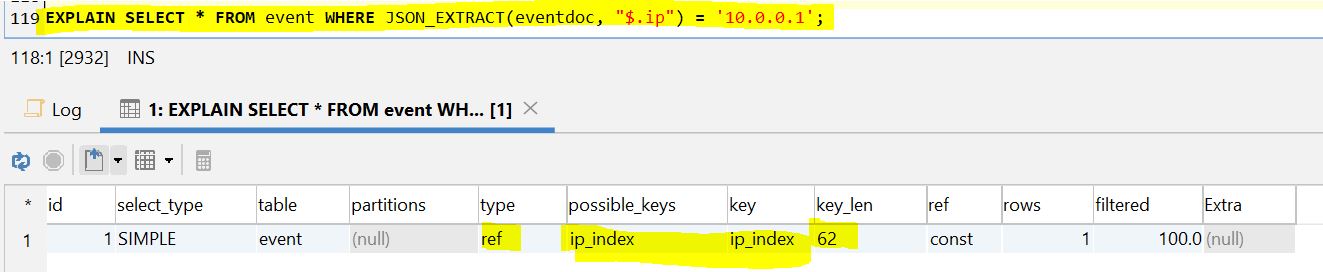 119 EXPLAIN SELECT * FROM event WHERE JSON_EXTRACT(eventdoc, "$.ip") = '10.0.0.1';
118:1 [2932] INS
Log 1: EXPLAIN SELECT * FROM event WH... [1]
* id select_type table partitions type possible_keys key key_len ref rows filtered Extra
1 1 SIMPLE event (null) ref ip_index ip_index 62 const 1 100.0 (null)